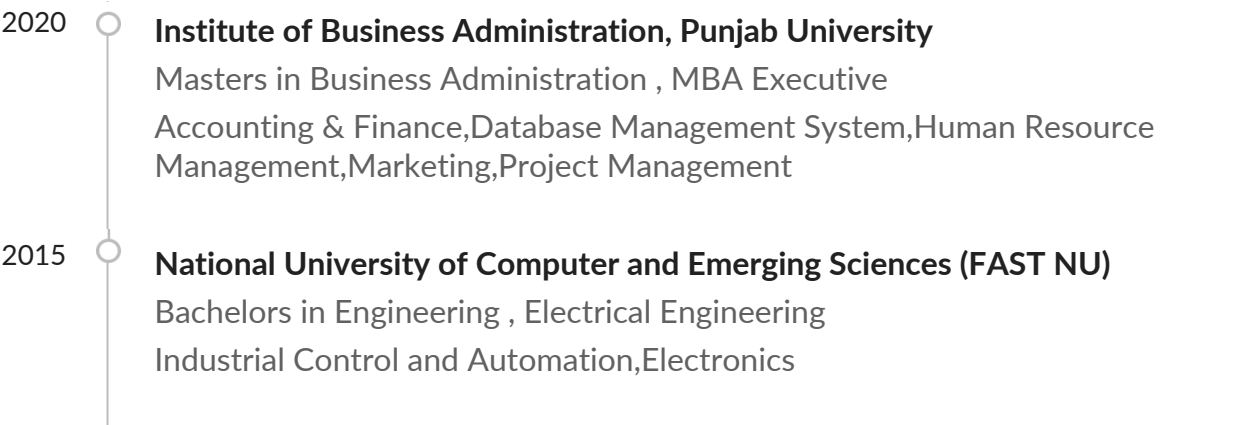 2020
Institute of Business Administration, Punjab University
Masters in Business Administration , MBA Executive
Accounting & Finance,Database Management System,Human Resource
Management,Marketing,Project Management
2015
National University of Computer and Emerging Sciences (FAST NU)
Bachelors in Engineering , Electrical Engineering
Industrial Control and Automation,Electronics